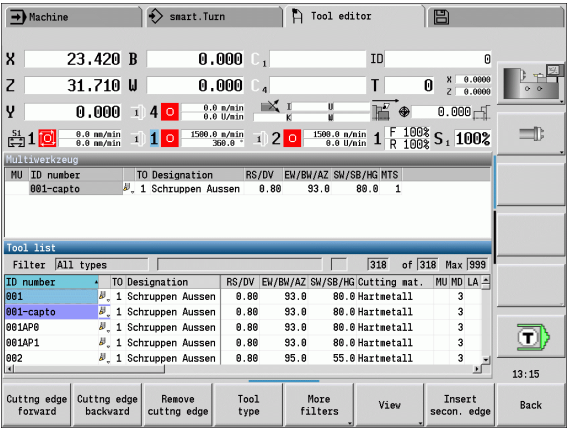 Machine smart.Turn Tool editor
X 23.420 B 0.000 C 1 ID 0
Z 31.710 U 0.000 C 4 T 0 X 0.0000
Z 0.0000
Y 0.000 1) 4 0.0 m/min I U 0.000
0.0 U/min K W
S1 1 0.0 mm/min 1) 1 1500.0 m/min 1) 2 1500.0 m/min 1 F 100% S1 100%
0.0 mm/min 360.0 ° 0.0 U/min R 100%
Multiwerkzeug
MU ID number TO Designation RS/DV EW/BW/AZ SW/SB/HG MTS
001-capto 1 Schruppen Aussen 0.80 93.0 80.0 1
Tool list
Filter All types 318 of 318 Max 999
ID number TO Designation RS/DV EW/BW/AZ SW/SB/HG Cutting mat. MU MD LA
001 1 Schruppen Aussen 0.80 93.0 80.0 Hartmetall 3
001-capto 1 Schruppen Aussen 0.80 93.0 80.0 Hartmetall 3
001AP0 1 Schruppen Aussen 0.80 93.0 80.0 Hartmetall 3
001AP1 1 Schruppen Aussen 0.80 93.0 80.0 Hartmetall 3
002 1 Schruppen Aussen 0.80 95.0 55.0 Hartmetall 3
T
13:15
Cuttng edge forward
Cuttng edge backward
Remove cuttng edge
Tool type
More filters
View
Insert secon. edge
Back